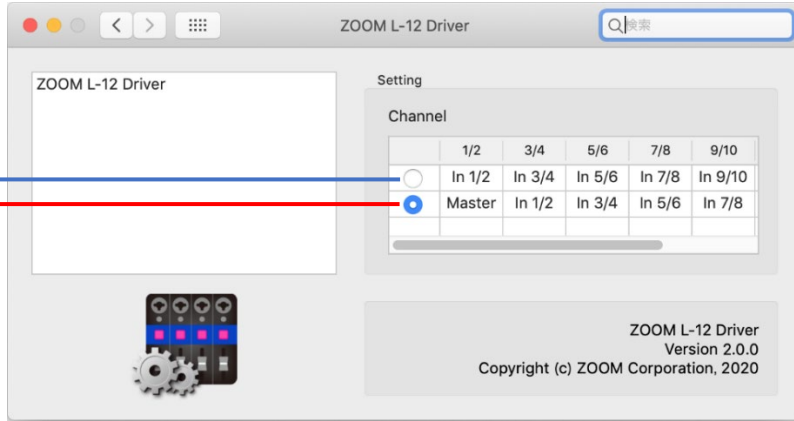 ZOOM L-12 Driver
検索
ZOOM L-12 Driver
Setting
Channel
1/2 3/4 5/6 7/8 9/10
In 1/2 In 3/4 In 5/6 In 7/8 In 9/10
Master In 1/2 In 3/4 In 5/6 In 7/8
ZOOM L-12 Driver
Version 2.0.0
Copyright (c) ZOOM Corporation, 2020